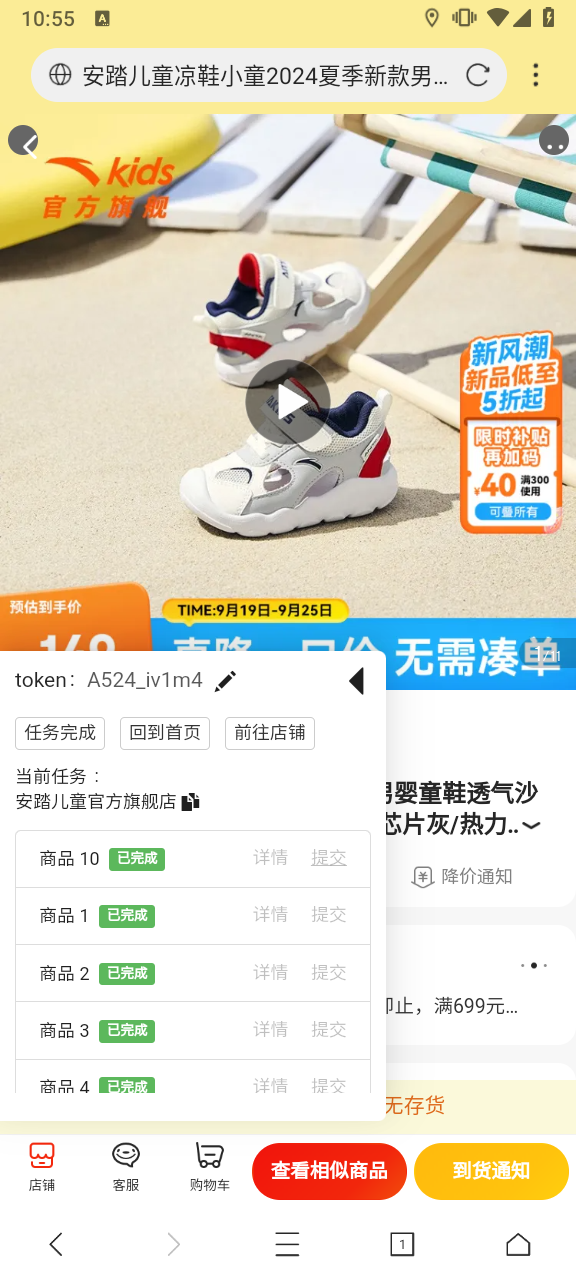 10:55
A
安踏儿童凉鞋小童2024夏季新款男...
kids
官方旗舰
新风潮
新品低至
5折起
限时补贴
再加码
¥40 满300
使用
可叠所有
预估到手价
TIME:9月19日-9月25日
无需凑单
1/11
token: A524_iv1m4
任务完成 回到首页 前往店铺
当前任务：
安踏儿童官方旗舰店
男婴童鞋透气沙
芯片灰/热力..
商品 10 已完成 详情 提交
降价通知
商品 1 已完成 详情 提交
商品 2 已完成 详情 提交
即止，满699元...
商品 3 已完成 详情 提交
商品 4 已完成 详情 提交
无存货
店铺 客服 购物车 查看相似商品 到货通知
1